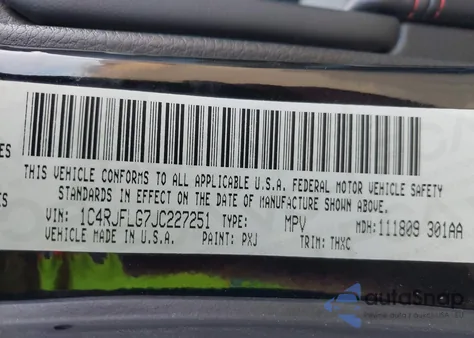 ES
THIS VEHICLE CONFORMS TO ALL APPLICABLE U.S.A. FEDERAL MOTOR VEHICLE SAFETY
STANDARDS IN EFFECT ON THE DATE OF MANUFACTURE SHOWN ABOVE.
VIN: 1C4RJFLG7JC227251 TYPE: MPV MDH: 111809 301AA
VEHICLE MADE IN U.S.A. PAINT: PXJ TRIM: THXC
autoSnap